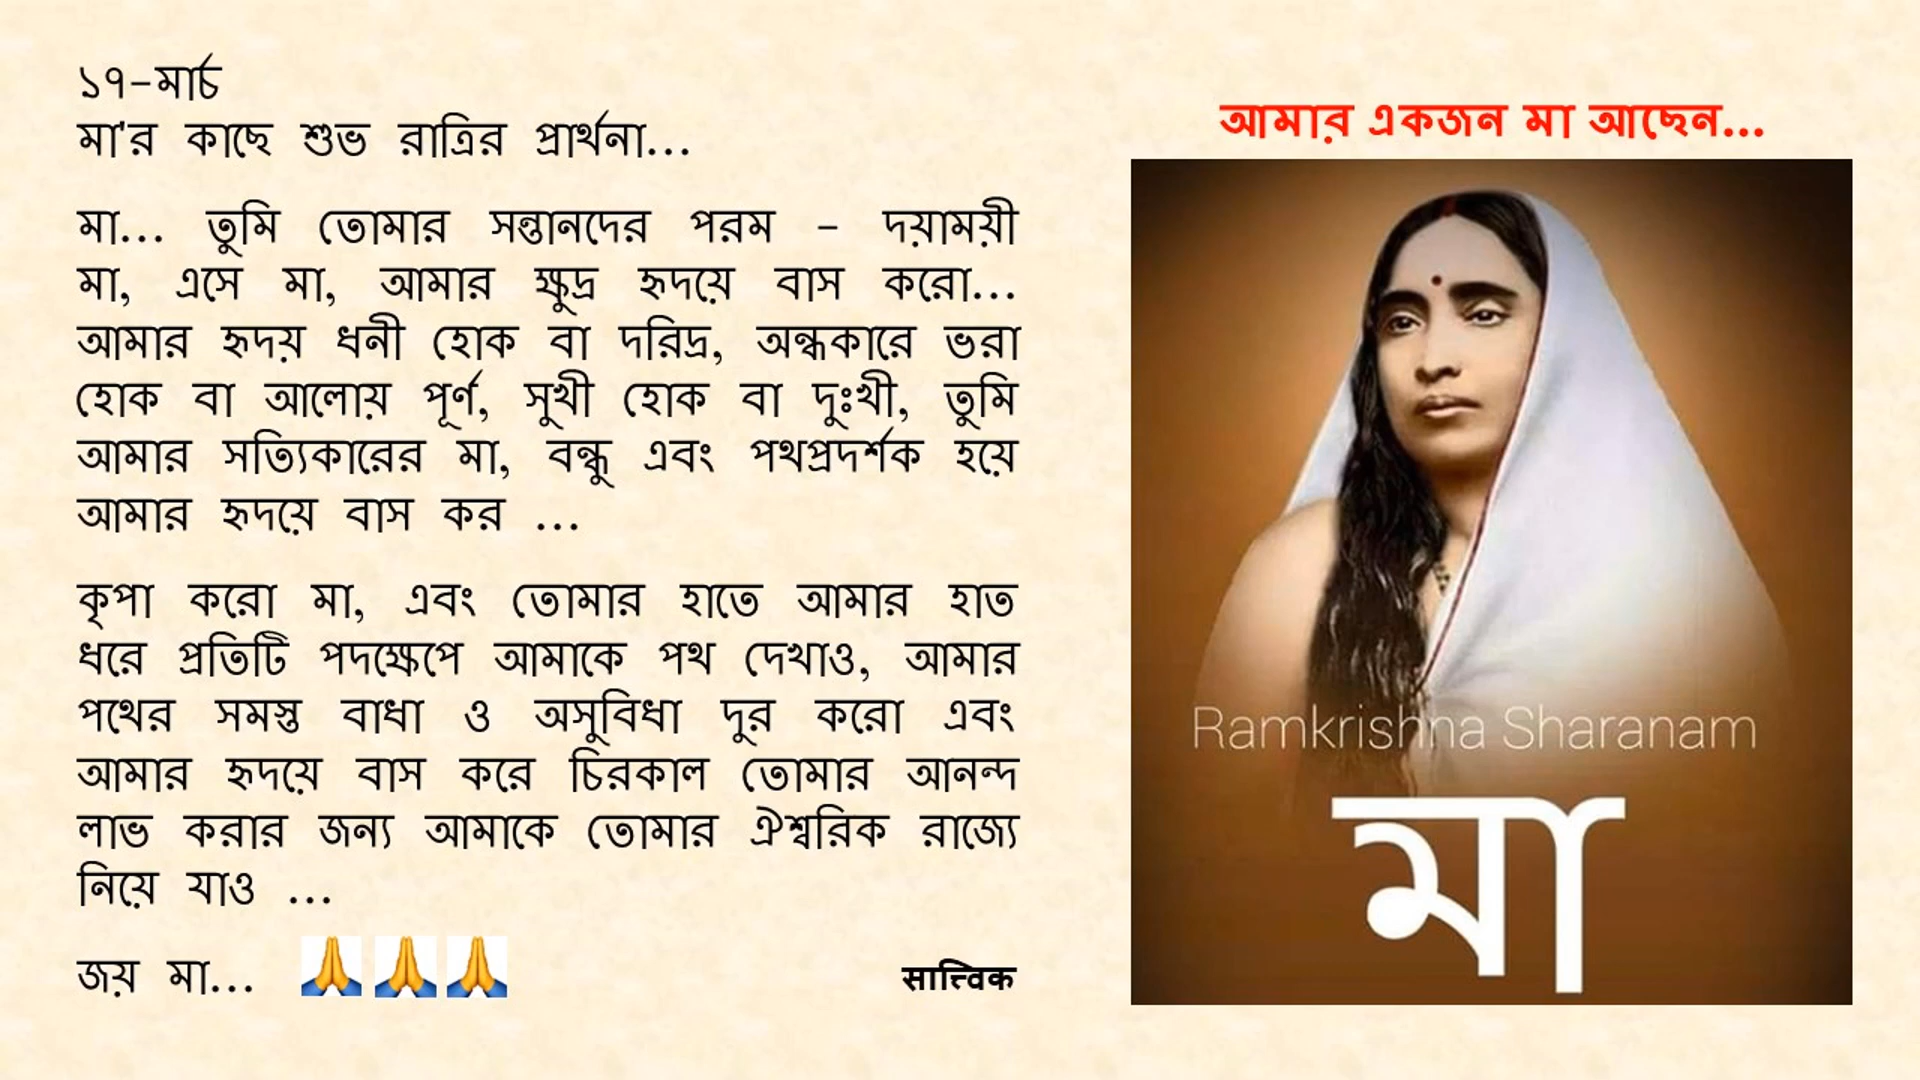 ১৭–মার্চ
মা'র কাছে শুভ রাত্রির প্রার্থনা...
মা... তুমি তোমার সন্তানদের পরম – দয়াময়ী
মা, এসে মা, আমার ক্ষুদ্র হৃদয়ে বাস করো...
আমার হৃদয় ধনী হোক বা দরিদ্র, অন্ধকারে ভরা
হোক বা আলোয় পূর্ণ, সুখী হোক বা দুঃখী, তুমি
আমার সত্যিকারের মা, বন্ধু এবং পথপ্রদর্শক হয়ে
আমার হৃদয়ে বাস কর ...
কৃপা করো মা, এবং তোমার হাতে আমার হাত
ধরে প্রতিটি পদক্ষেপে আমাকে পথ দেখাও, আমার
পথের সমস্ত বাধা ও অসুবিধা দুর করো এবং
আমার হৃদয়ে বাস করে চিরকাল তোমার আনন্দ
লাভ করার জন্য আমাকে তোমার ঐশ্বরিক রাজ্যে
নিয়ে যাও ...
জয় মা... 🙏🙏🙏
सात्त्विक
আমার একজন মা আছেন...
Ramkrishna Sharanam
মা